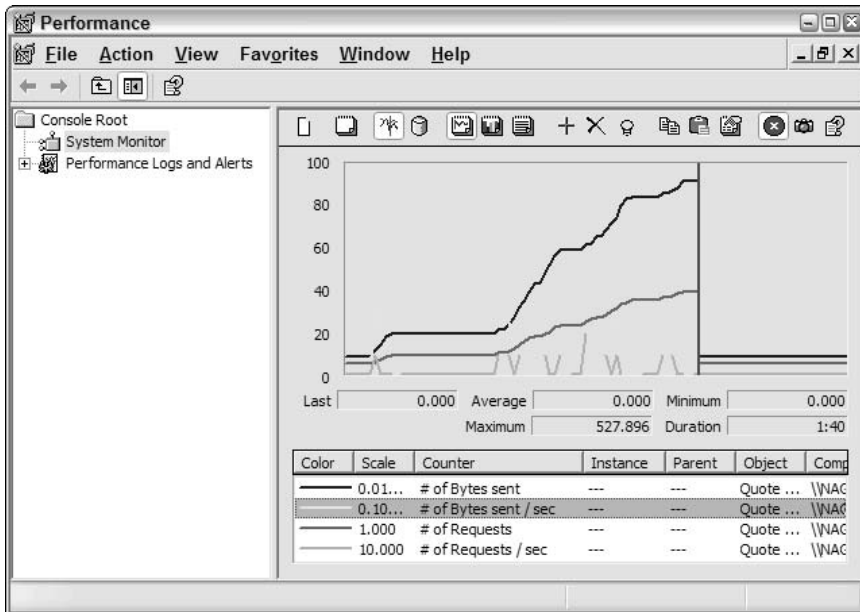 Performance
File Action View Favorites Window Help
Console Root
System Monitor
Performance Logs and Alerts
100
80
60
40
20
0
Last 0.000 Average 0.000 Minimum 0.000
Maximum 527.896 Duration 1:40
Color Scale Counter Instance Parent Object Comp
0.01... # of Bytes sent --- --- Quote ... \\NAG
0.10... # of Bytes sent / sec --- --- Quote ... \\NAG
1.000 # of Requests --- --- Quote ... \\NAG
10.000 # of Requests / sec --- --- Quote ... \\NAG